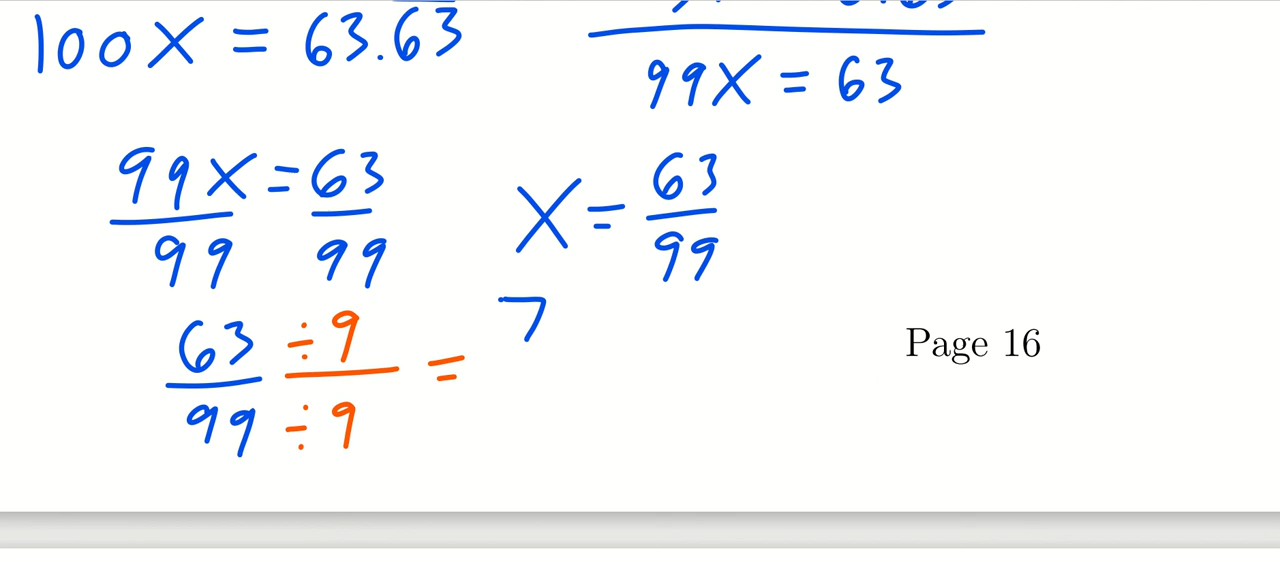 100X = 63.63
99X = 63
99X = 63
99 99
X = 63/99
63 ÷ 9 = 7
99 ÷ 9
Page 16